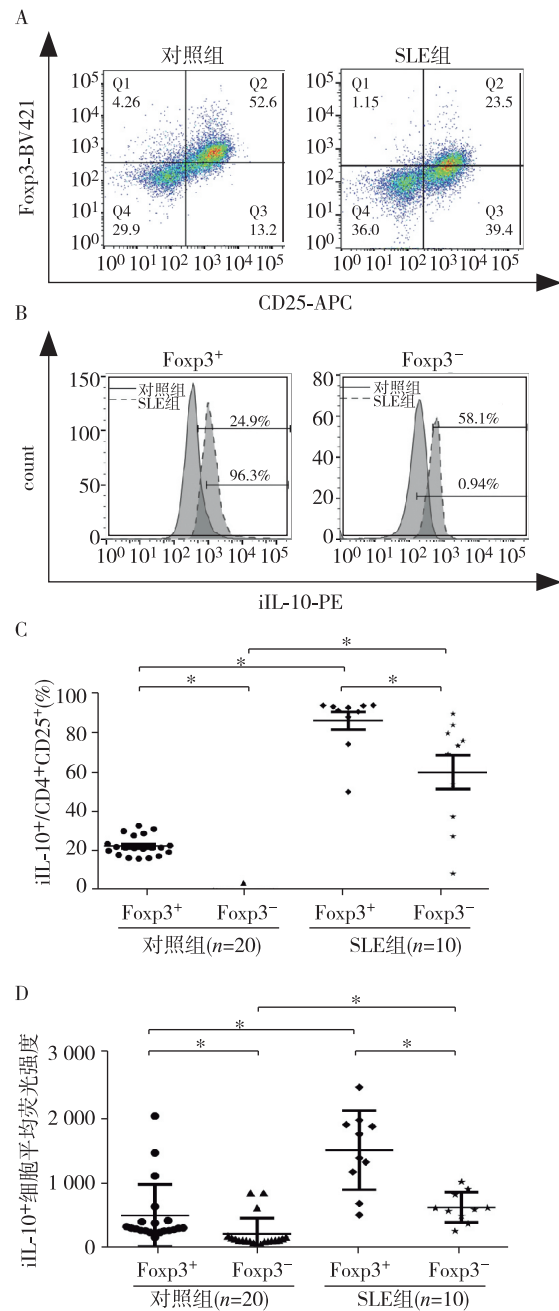 A
对照组 SLE组
Foxp3-BV421
10⁵ Q1 Q2 10⁵ Q1 Q2
4.26 52.6 1.15 23.5
10⁴ 10⁴
10³ 10³
10² 10²
10¹ Q4 Q3 10¹ Q4 Q3
29.9 13.2 36.0 39.4
10⁰ 10⁰
10⁰ 10¹ 10² 10³ 10⁴ 10⁵ 10⁰ 10¹ 10² 10³ 10⁴ 10⁵
CD25-APC
B
Foxp3⁺ Foxp3⁻
count
150 80
对照组 对照组
SLE组 SLE组
24.9% 58.1%
100 60
96.3% 40 0.94%
50 20
0 0
10⁰ 10¹ 10² 10³ 10⁴ 10⁵ 10⁰ 10¹ 10² 10³ 10⁴ 10⁵
iIL-10-PE
C
* *
* *
iIL-10⁺/CD4⁺CD25⁺(%)
100
80
60
40
20
0
Foxp3⁺ Foxp3⁻ Foxp3⁺ Foxp3⁻
对照组(n=20) SLE组(n=10)
D
* *
* *
iIL-10⁺细胞平均荧光强度
3 000
2 000
1 000
0
Foxp3⁺ Foxp3⁻ Foxp3⁺ Foxp3⁻
对照组(n=20) SLE组(n=10)